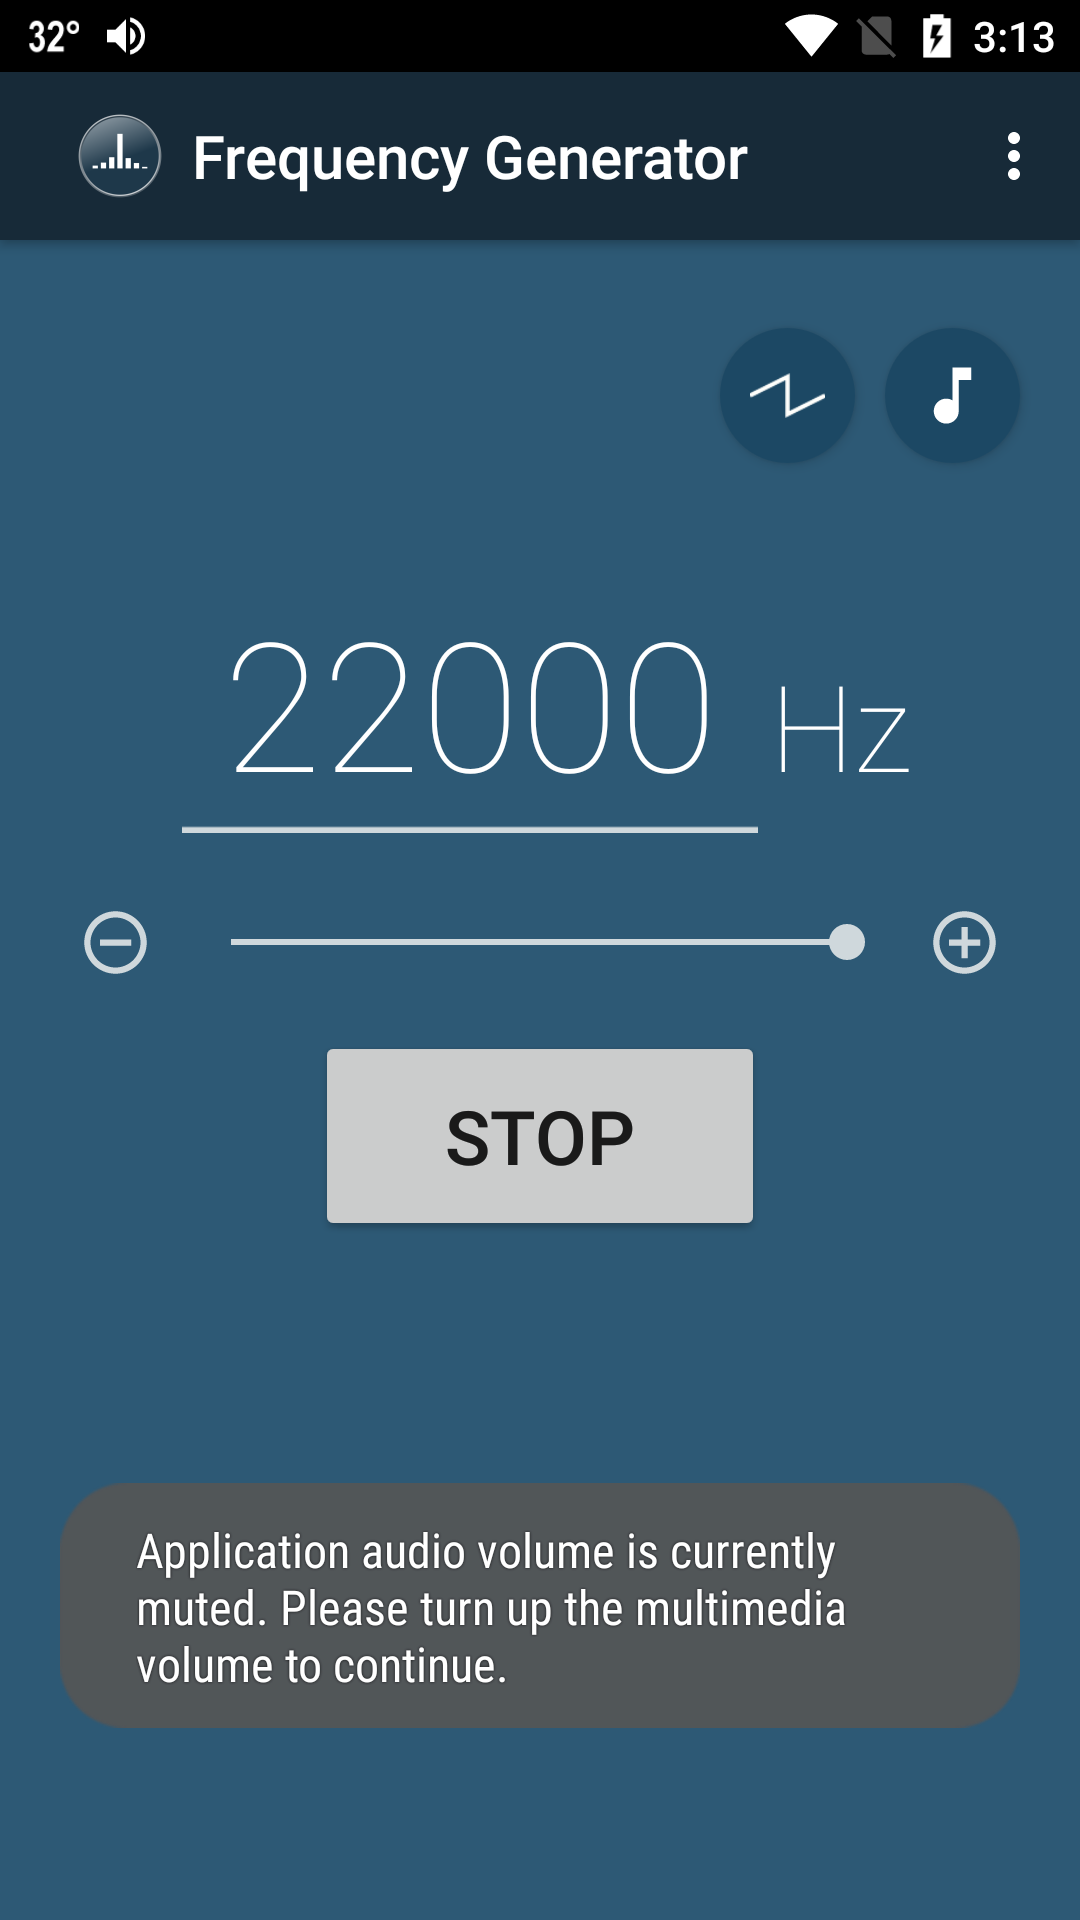 32° 3:13
Frequency Generator
22000 Hz
STOP
Application audio volume is currently
muted. Please turn up the multimedia
volume to continue.